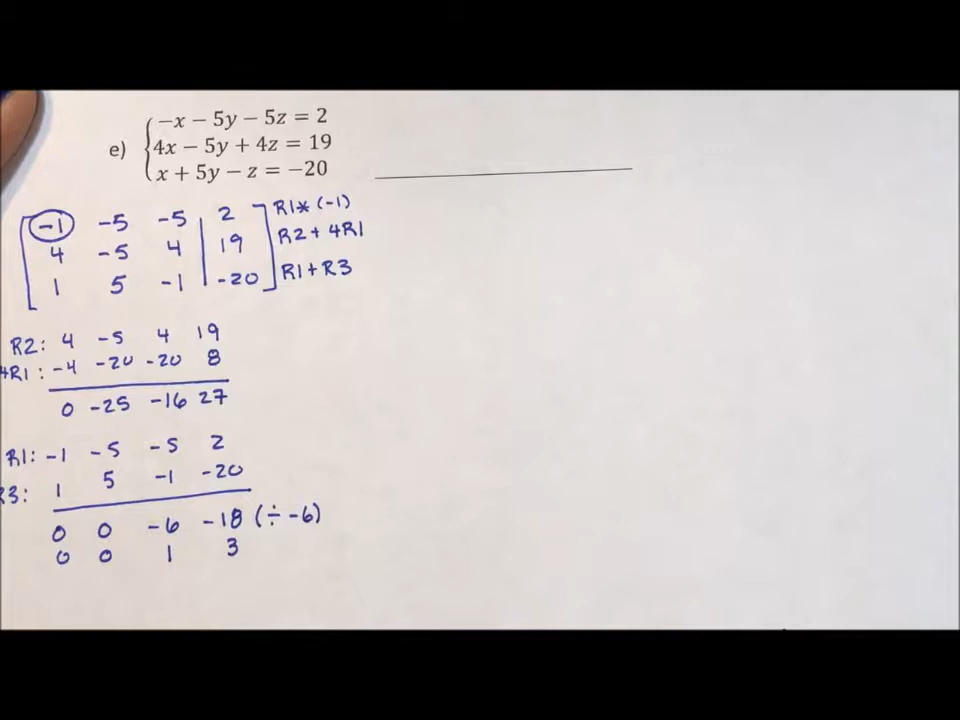 e) −x − 5y − 5z = 2
4x − 5y + 4z = 19
x + 5y − z = −20
-1 -5 -5 2 R1*(-1)
4 -5 4 19 R2 + 4R1
1 5 -1 -20 R1 + R3
R2: 4 -5 4 19
4R1: -4 -20 -20 8
0 -25 -16 27
R1: -1 -5 -5 2
R3: 1 5 -1 -20
0 0 -6 -18 (÷ -6)
0 0 1 3